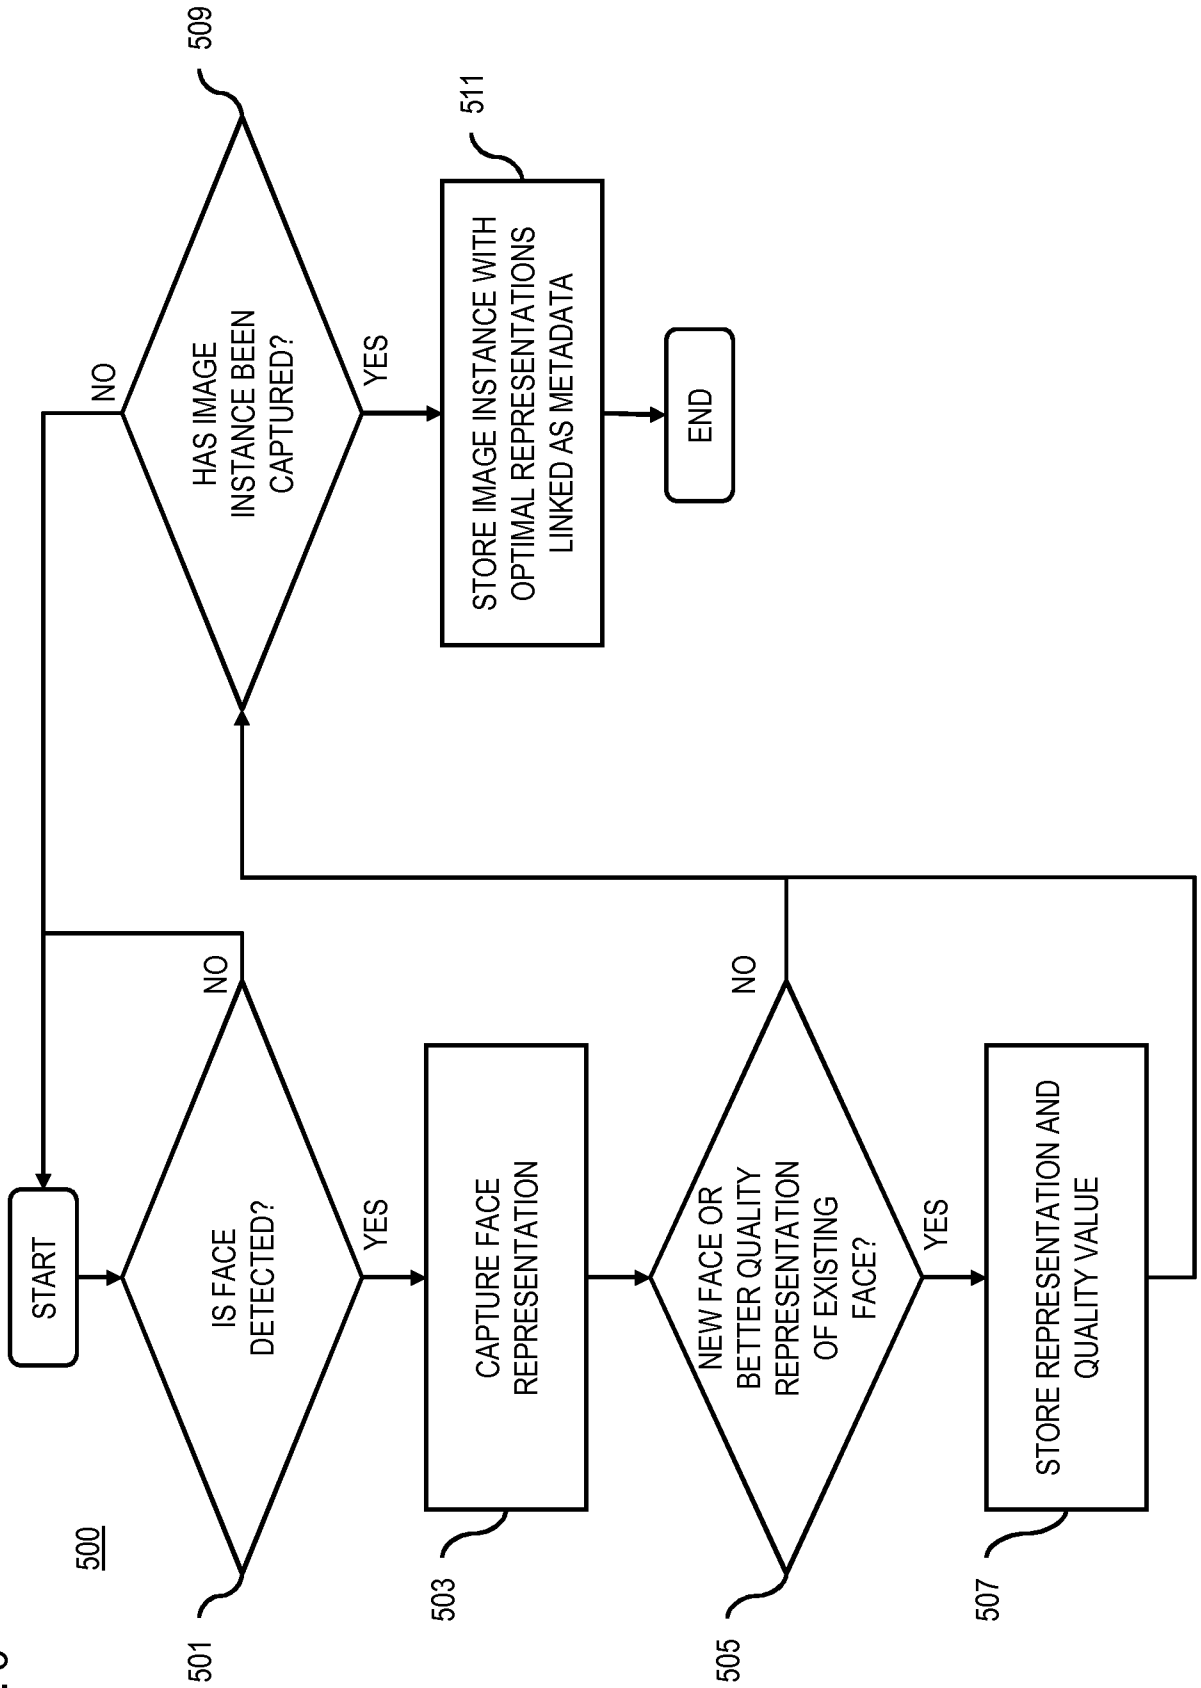 500
START
501
IS FACE
DETECTED?
NO
YES
503
CAPTURE FACE
REPRESENTATION
505
NEW FACE OR
BETTER QUALITY
REPRESENTATION
OF EXISTING
FACE?
NO
YES
507
STORE REPRESENTATION AND
QUALITY VALUE
509
HAS IMAGE
INSTANCE BEEN
CAPTURED?
NO
YES
511
STORE IMAGE INSTANCE WITH
OPTIMAL REPRESENTATIONS
LINKED AS METADATA
END